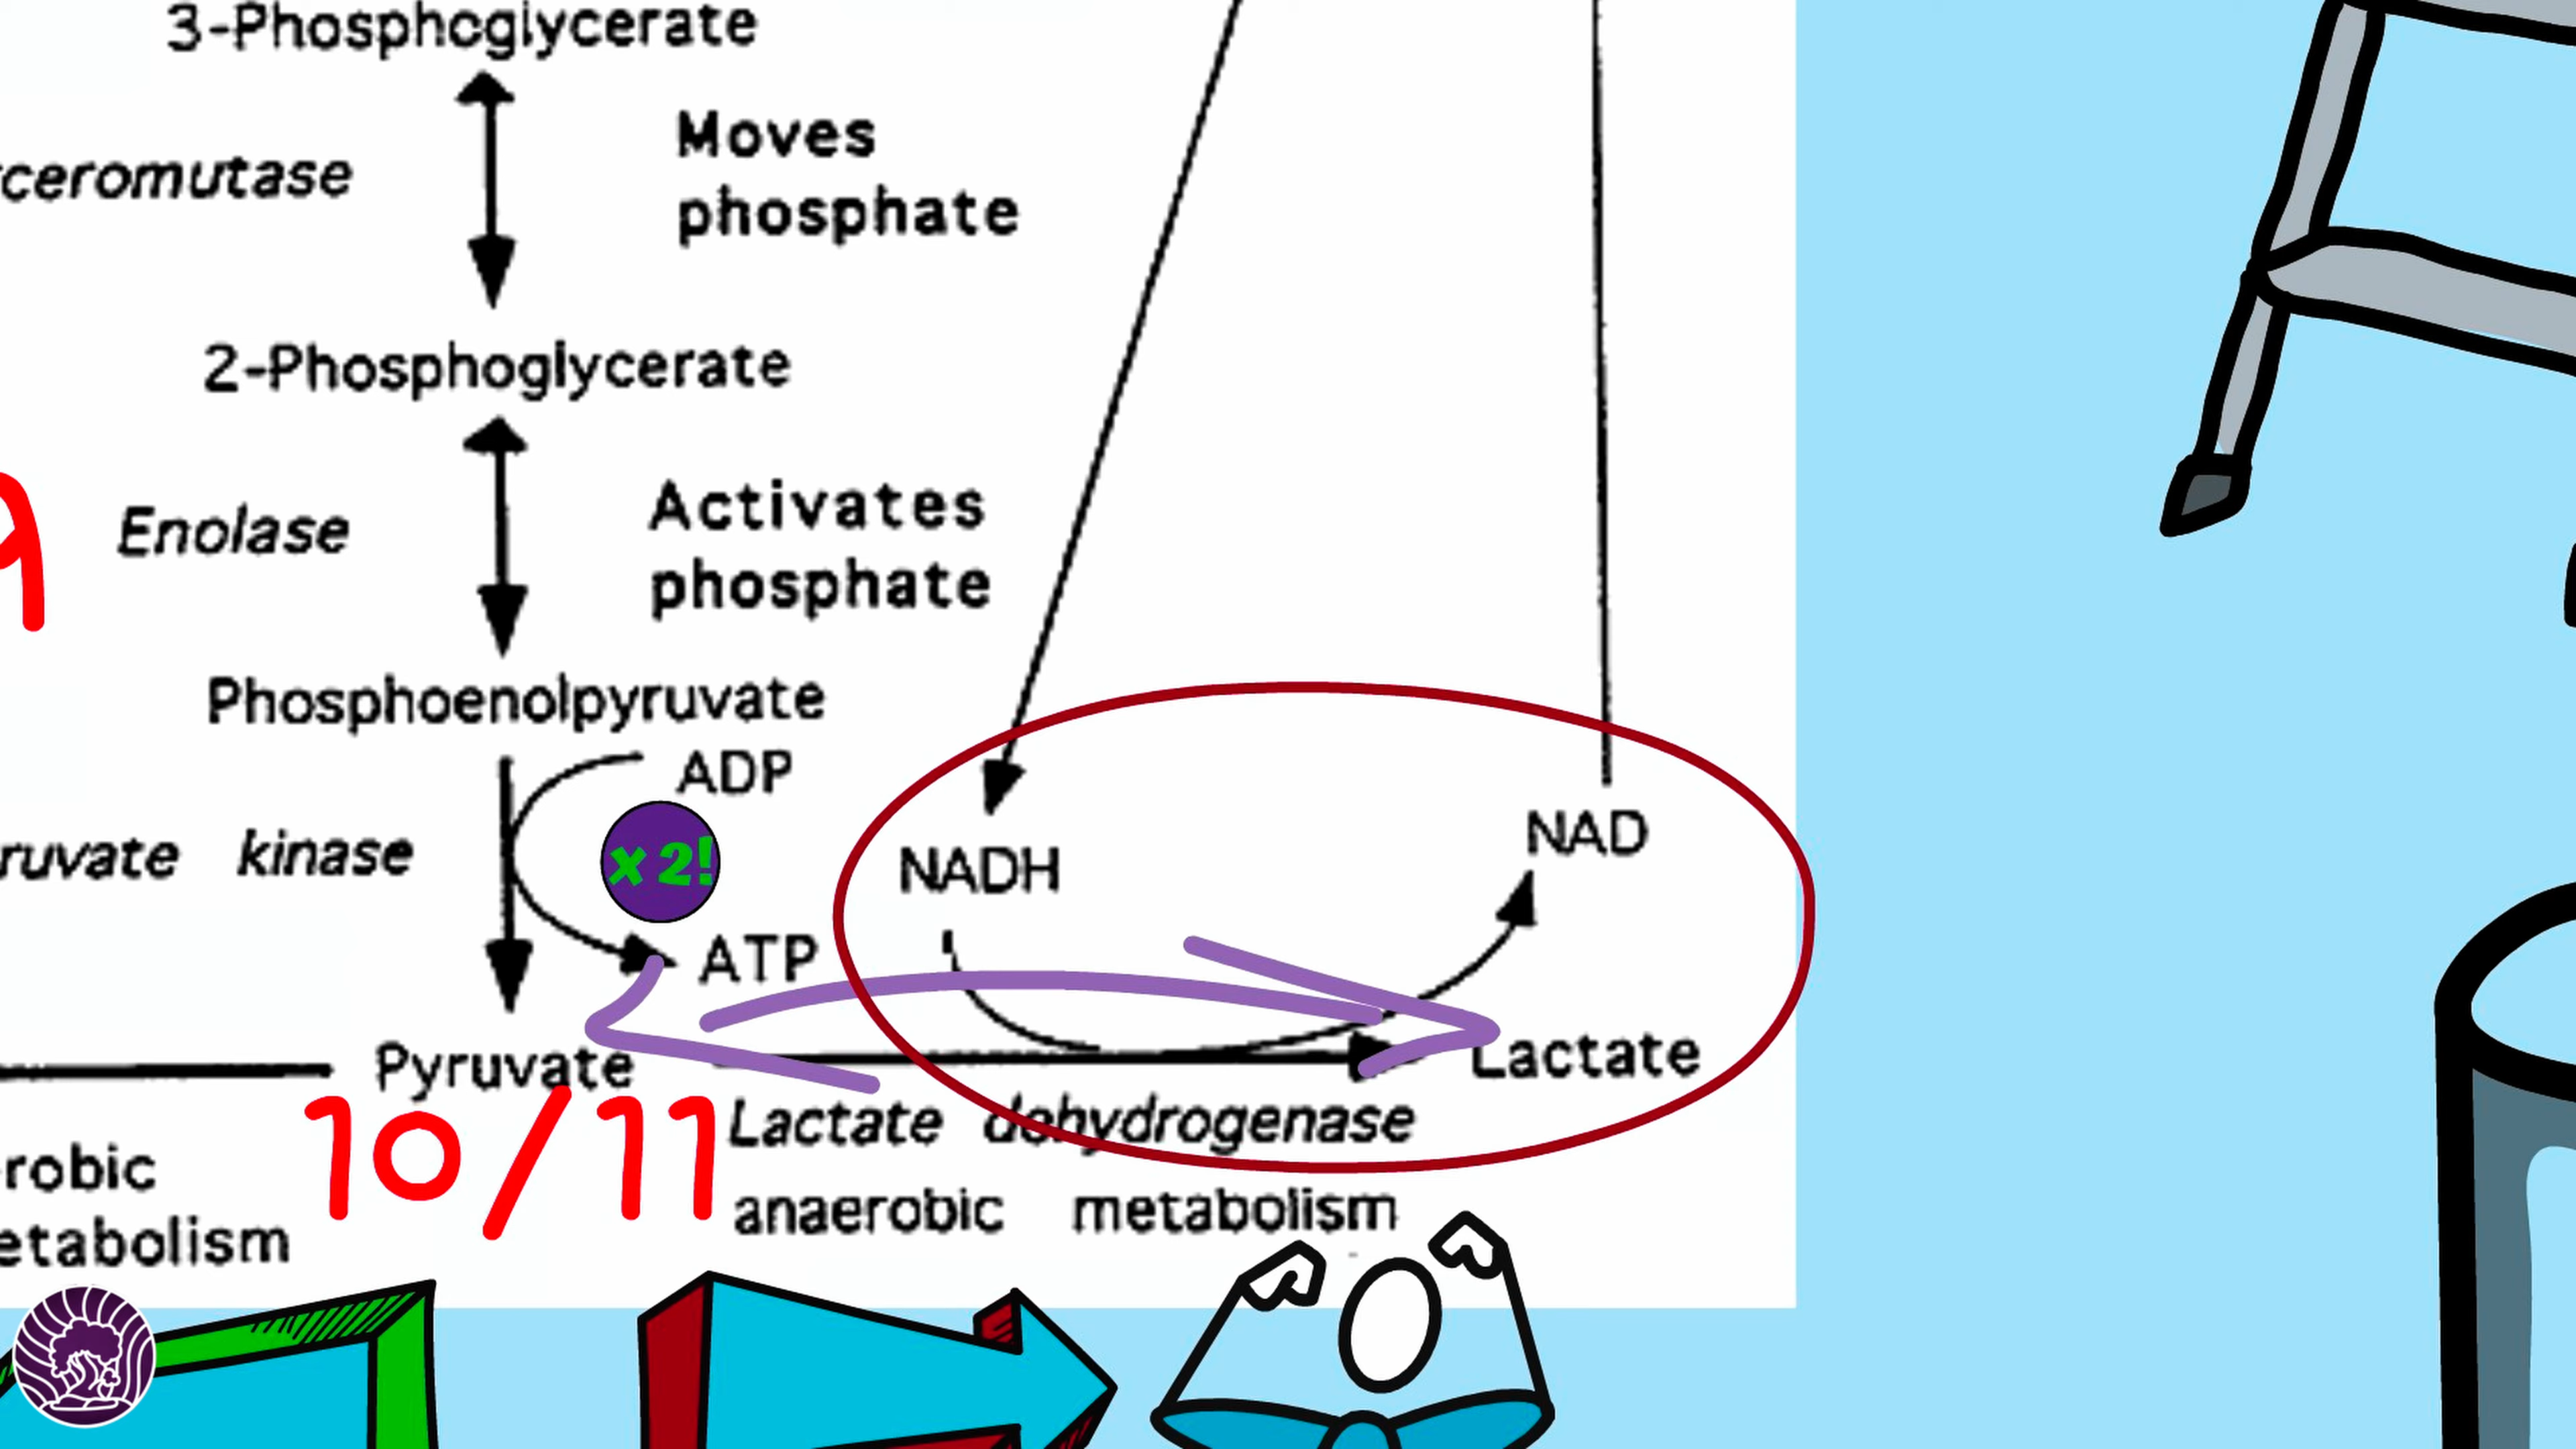 3-Phosphoglycerate
ceromutase
Moves
phosphate
2-Phosphoglycerate
9
Enolase
Activates
phosphate
Phosphoenolpyruvate
ADP
ruvate kinase
x 2!
NADH
NAD
ATP
Pyruvate
Lactate
10/11
Lactate dehydrogenase
robic
anaerobic metabolism
etabolism